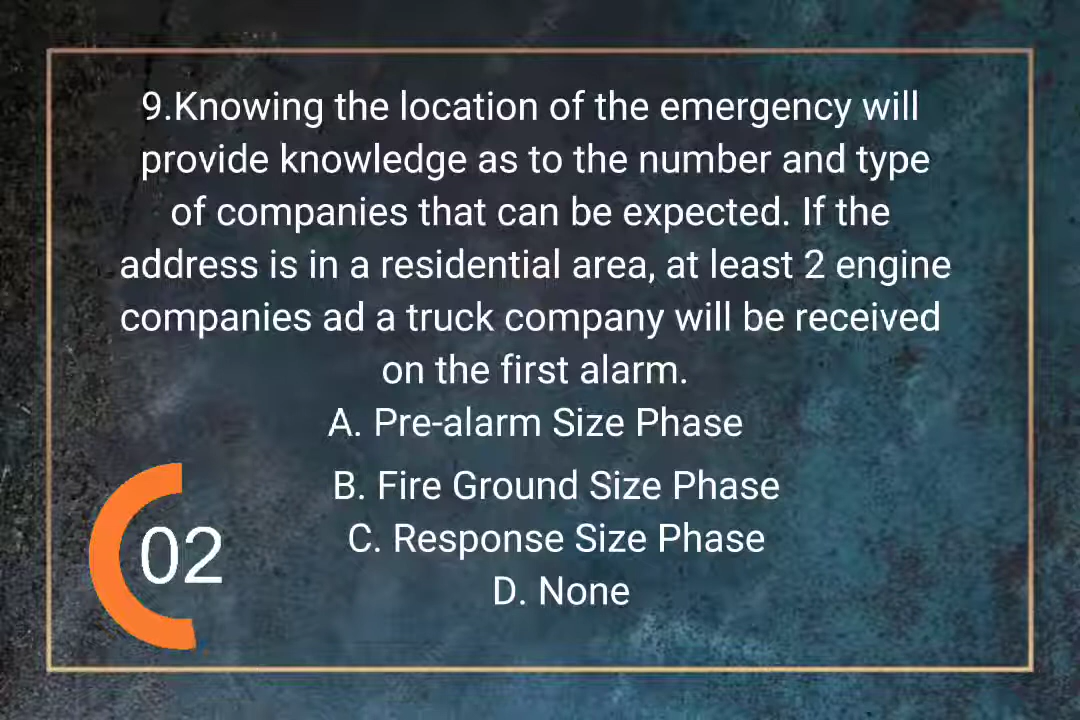 9.Knowing the location of the emergency will
provide knowledge as to the number and type
of companies that can be expected. If the
address is in a residential area, at least 2 engine
companies ad a truck company will be received
on the first alarm.
A. Pre-alarm Size Phase
B. Fire Ground Size Phase
C. Response Size Phase
D. None
02